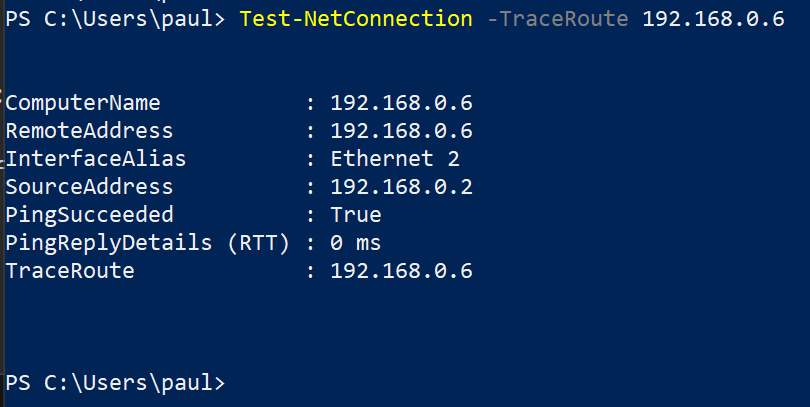 PS C:\Users\paul> Test-NetConnection -TraceRoute 192.168.0.6
ComputerName           : 192.168.0.6
RemoteAddress          : 192.168.0.6
InterfaceAlias         : Ethernet 2
SourceAddress          : 192.168.0.2
PingSucceeded          : True
PingReplyDetails (RTT) : 0 ms
TraceRoute             : 192.168.0.6
PS C:\Users\paul>